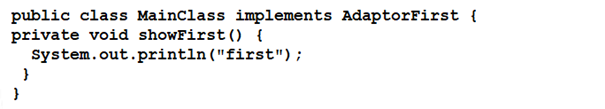 public class MainClass implements AdaptorFirst {
private void showFirst() {
System.out.println("first");
}
}